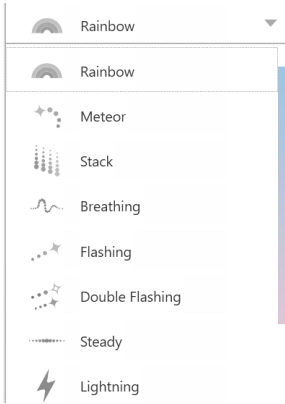 Rainbow
Rainbow
Meteor
Stack
Breathing
Flashing
Double Flashing
Steady
Lightning